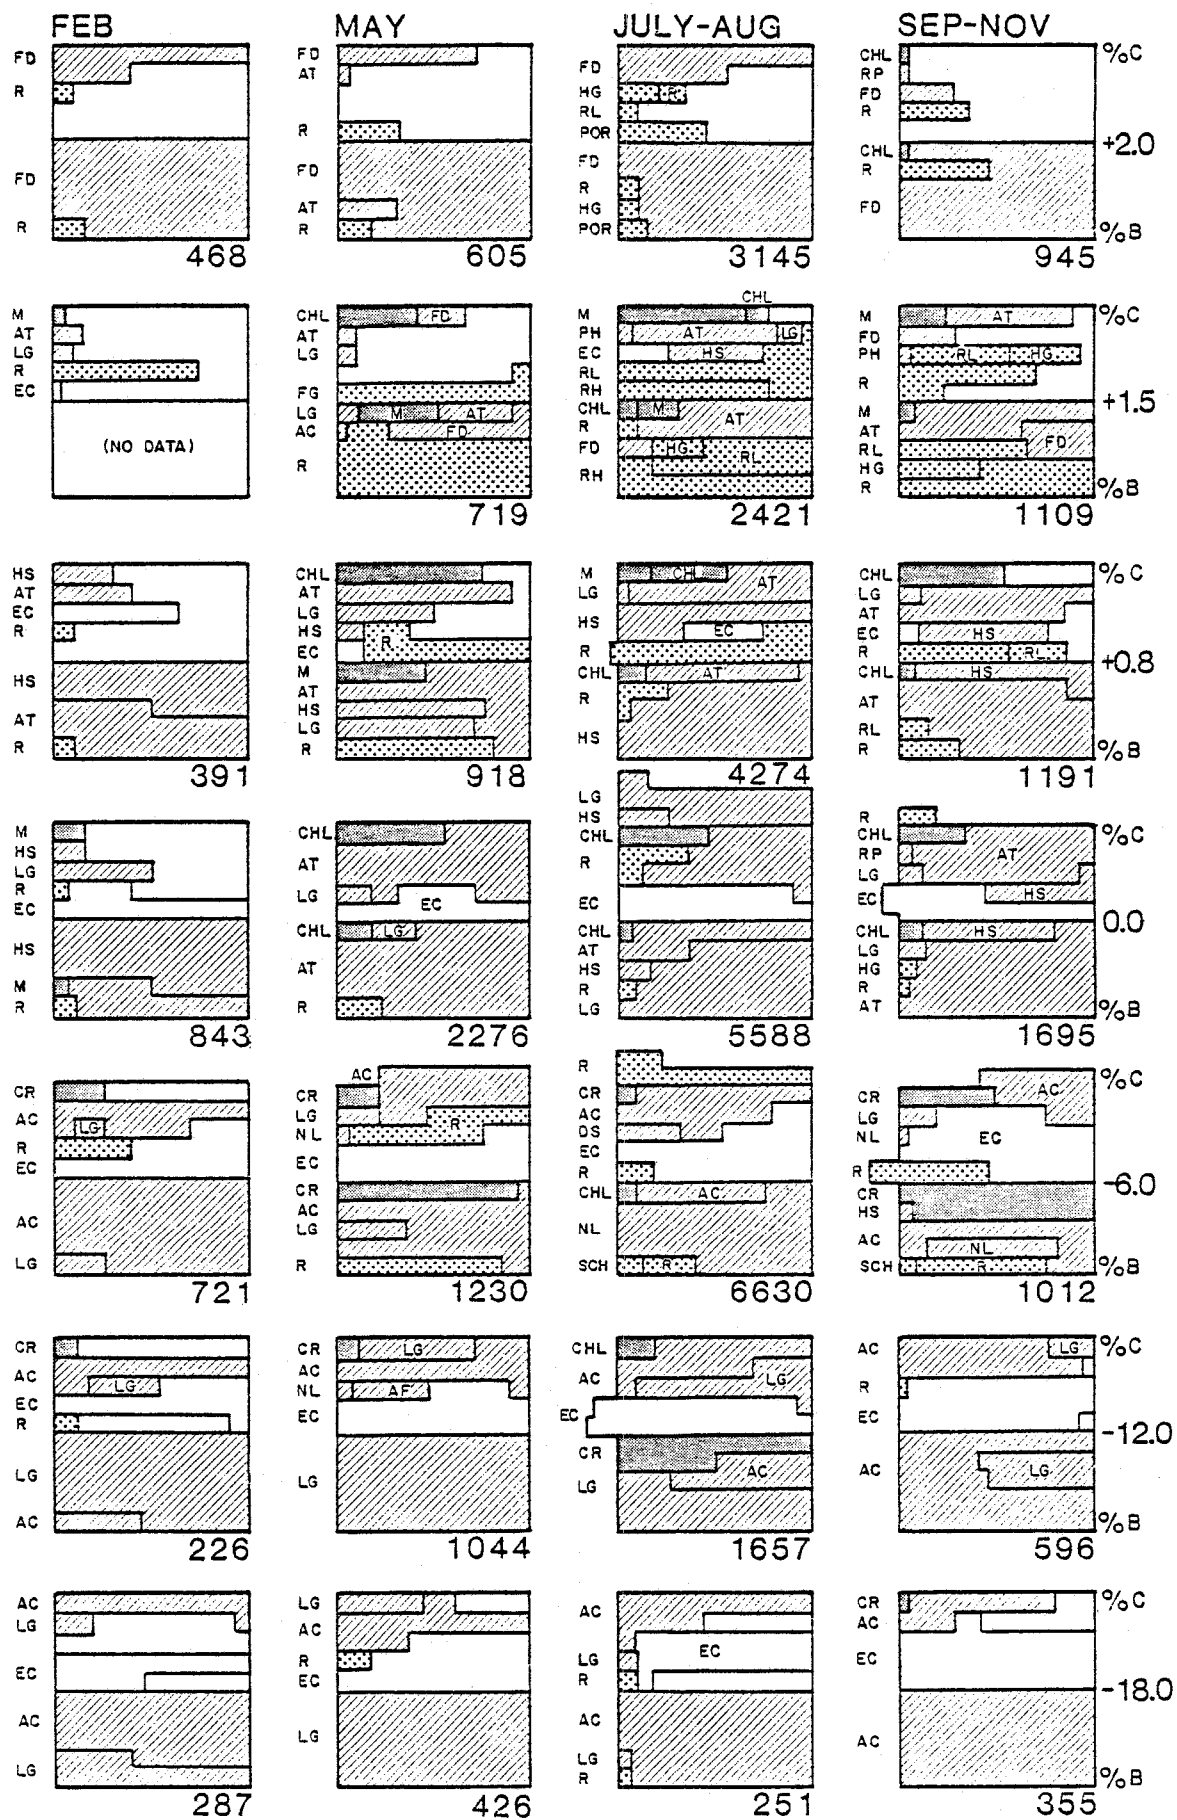 FEB MAY JULY-AUG SEP-NOV
FD
R
FD
R
468
FD
AT
R
FD
AT
R
605
FD
HG R
RL
POR
FD
R
HG
POR
3145
CHL %C
RP
FD
R
+2.0
CHL
R
FD
%B
945
M
AT
LG
R
EC
(NO DATA)
CHL FD
AT
LG
FG
LG M AT
AC FD
R
719
CHL
M
PH AT LG
EC HS
RL
RH
CHL M
R AT
FD HG RL
RH
2421
M AT %C
FD
PH RL HG
R
+1.5
M
AT
RL FD
HG
R %B
1109
HS
AT
EC
R
HS
AT
R
391
CHL
AT
LG
HS R
EC
M
AT
HS
LG
R
918
M CHL AT
LG
HS EC
R
CHL AT
R
HS
4274
CHL %C
LG
AT
EC HS
R RL
+0.8
CHL HS
AT
RL
R %B
1191
M
HS
LG
R
EC
HS
M
R
843
CHL
AT
LG EC
CHL LG
AT
R
2276
LG
HS
CHL
R
EC
CHL
AT
HS
R
LG
5588
R
CHL %C
RP AT
LG
EC HS
0.0
CHL HS
LG
HG
R
AT %B
1695
CR
AC LG
R
EC
AC
LG
721
AC
CR
LG R
NL
EC
CR
AC
LG
R
1230
R
CR
AC
DS
EC
R
CHL AC
NL
SCH R
6630
%C
CR AC
LG
NL EC
R
-6.0
CR
HS
AC NL
SCH R %B
1012
CR
AC LG
EC
R
LG
AC
226
CR LG
AC
NL AF
EC
LG
1044
CHL
AC LG
EC
CR
LG AC
1657
AC LG %C
R
EC
-12.0
AC LG
%B
596
AC
LG
EC
AC
LG
287
LG
AC
R
EC
LG
426
AC
LG EC
R
AC
LG
R
251
CR %C
AC
EC
-18.0
AC
%B
355